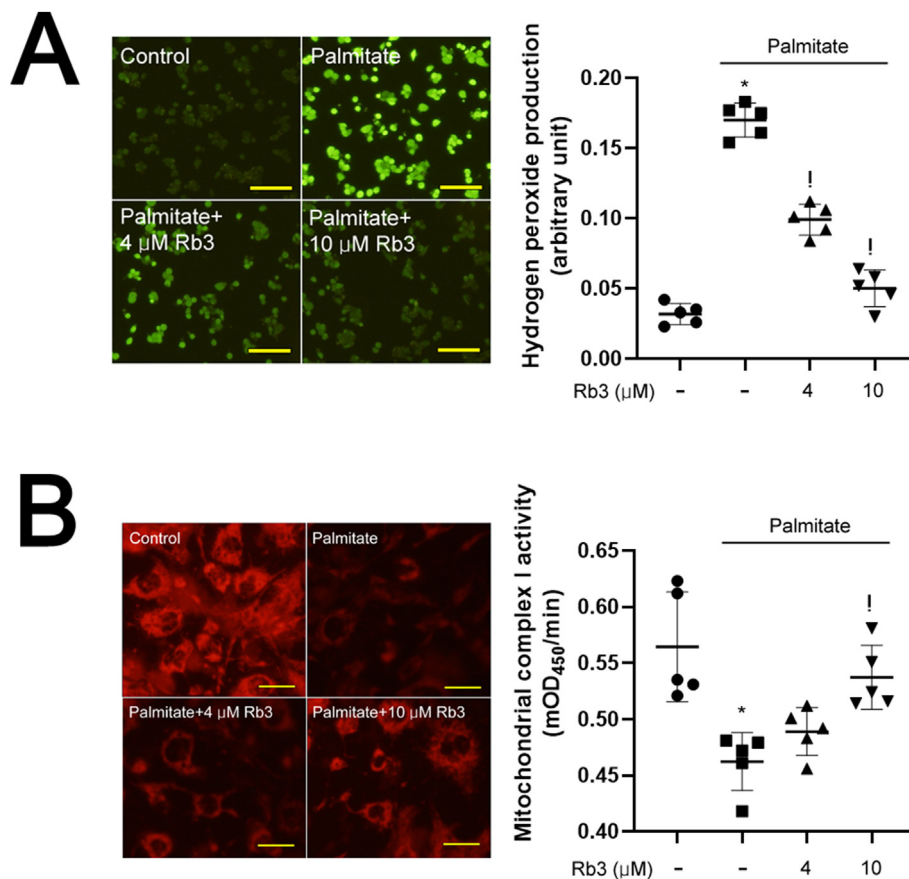 A
Control
Palmitate
Palmitate+
4 µM Rb3
Palmitate+
10 µM Rb3
Hydrogen peroxide production
(arbitrary unit)
Palmitate
0.20
0.15
0.10
0.05
0.00
*
!
!
Rb3 (µM)
-
-
4
10
B
Control
Palmitate
Palmitate+4 µM Rb3
Palmitate+10 µM Rb3
Mitochondrial complex I activity
(mOD450/min)
Palmitate
0.65
0.60
0.55
0.50
0.45
0.40
*
!
Rb3 (µM)
-
-
4
10